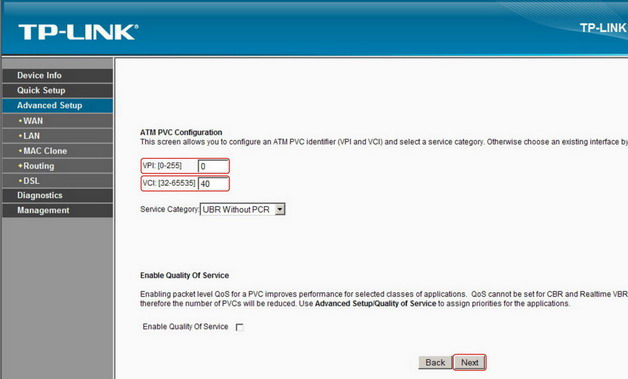 TP-LINK®
TP-LINK
Device Info
Quick Setup
Advanced Setup
•WAN
•LAN
•MAC Clone
+Routing
•DSL
Diagnostics
Management
ATM PVC Configuration
This screen allows you to configure an ATM PVC identifier (VPI and VCI) and select a service category. Otherwise choose an existing interface by
VPI: [0-255] 0
VCI: [32-65535] 40
Service Category: UBR Without PCR
Enable Quality Of Service
Enabling packet level QoS for a PVC improves performance for selected classes of applications. QoS cannot be set for CBR and Realtime VBR
therefore the number of PVCs will be reduced. Use Advanced Setup/Quality of Service to assign priorities for the applications.
Enable Quality Of Service
Back Next